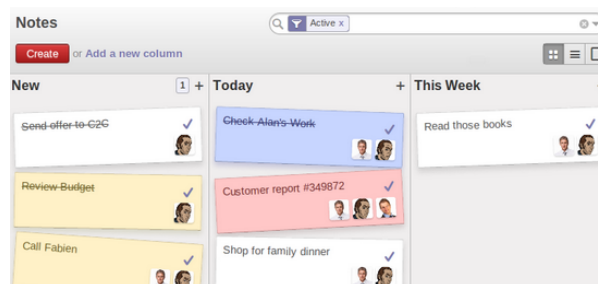 Notes
Active x
Create or Add a new column
New 1 +
Today +
This Week
Send offer to C2C
Check Alan's Work
Read those books
Review Budget
Customer report #349872
Call Fabien
Shop for family dinner